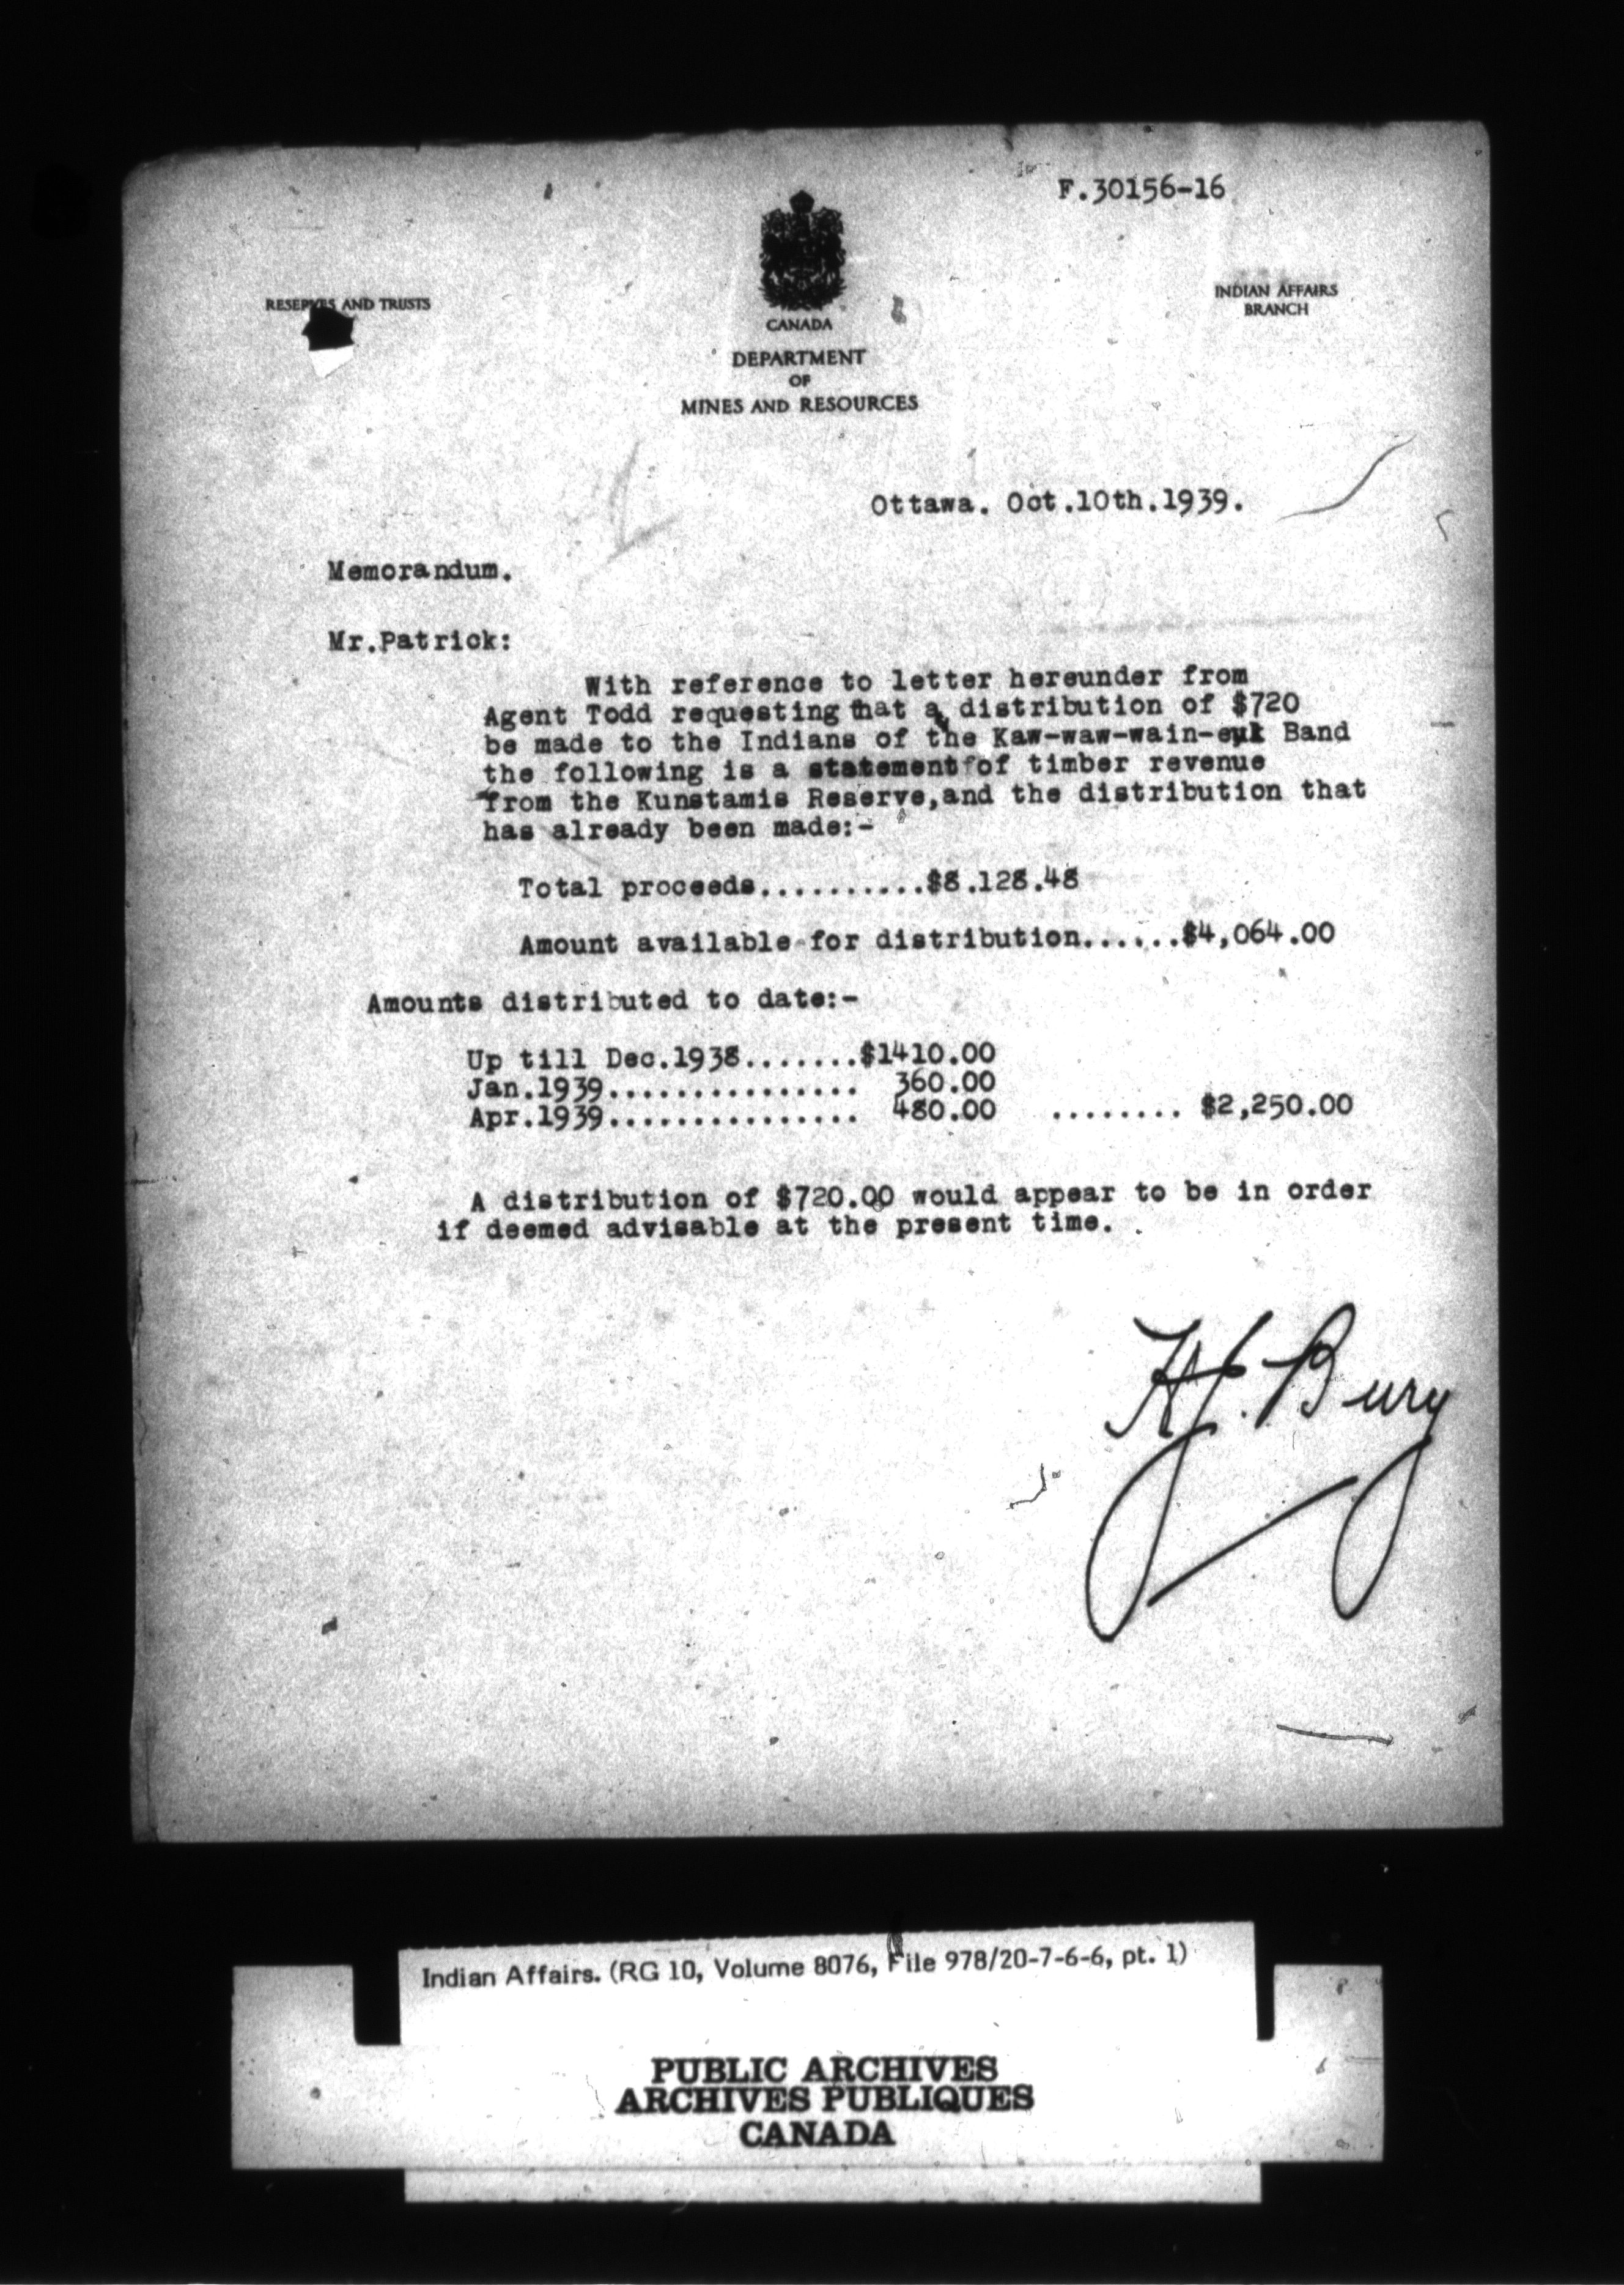 F.30156-16
RESERVES AND TRUSTS
INDIAN AFFAIRS
BRANCH
CANADA
DEPARTMENT
OF
MINES AND RESOURCES
Ottawa. Oct.10th.1939.
Memorandum.
Mr.Patrick:
With reference to letter hereunder from
Agent Todd requesting that a distribution of $720
be made to the Indians of the Kaw-waw-wain-euk Band
the following is a statement of timber revenue
from the Kunstamis Reserve,and the distribution that
has already been made:-
Total proceeds..........$8.128.48
Amount available for distribution......$4,064.00
Amounts distributed to date:-
Up till Dec.1938.......$1410.00
Jan.1939............... 360.00
Apr.1939............... 480.00 ........ $2,250.00
A distribution of $720.00 would appear to be in order
if deemed advisable at the present time.
H.J. Bury
Indian Affairs. (RG 10, Volume 8076, File 978/20-7-6-6, pt. 1)
PUBLIC ARCHIVES
ARCHIVES PUBLIQUES
CANADA